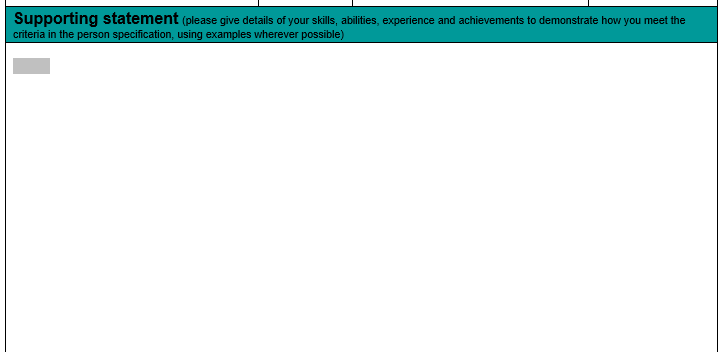 Supporting statement (please give details of your skills, abilities, experience and achievements to demonstrate how you meet the
criteria in the person specification, using examples wherever possible)